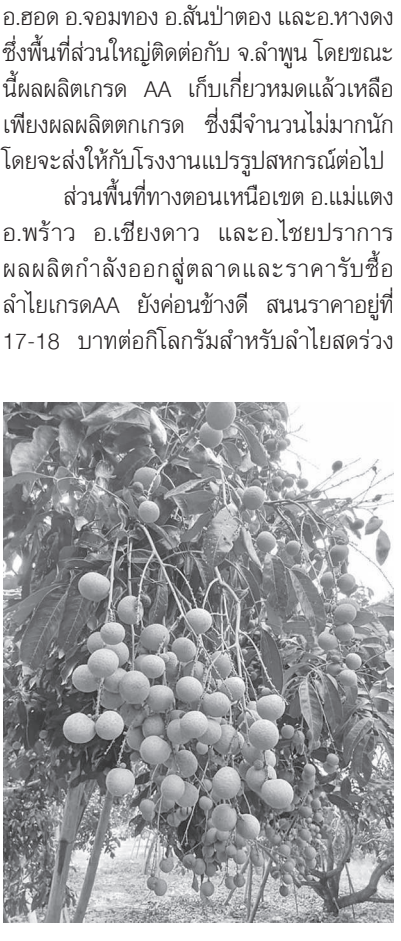 อ.ฮอด อ.จอมทอง อ.สันป่าตอง และอ.หางดง
ซึ่งพื้นที่ส่วนใหญ่ติดต่อกับ จ.ลำพูน โดยขณะ
นี้ผลผลิตเกรด AA เก็บเกี่ยวหมดแล้วเหลือ
เพียงผลผลิตตกเกรด ซึ่งมีจำนวนไม่มากนัก
โดยจะส่งให้กับโรงงานแปรรูปสหกรณ์ต่อไป
ส่วนพื้นที่ทางตอนเหนือเขต อ.แม่แตง
อ.พร้าว อ.เชียงดาว และอ.ไชยปราการ
ผลผลิตกำลังออกสู่ตลาดและราคารับซื้อ
ลำไยเกรดAA ยังค่อนข้างดี สนนราคาอยู่ที่
17-18 บาทต่อกิโลกรัมสำหรับลำไยสดร่วง